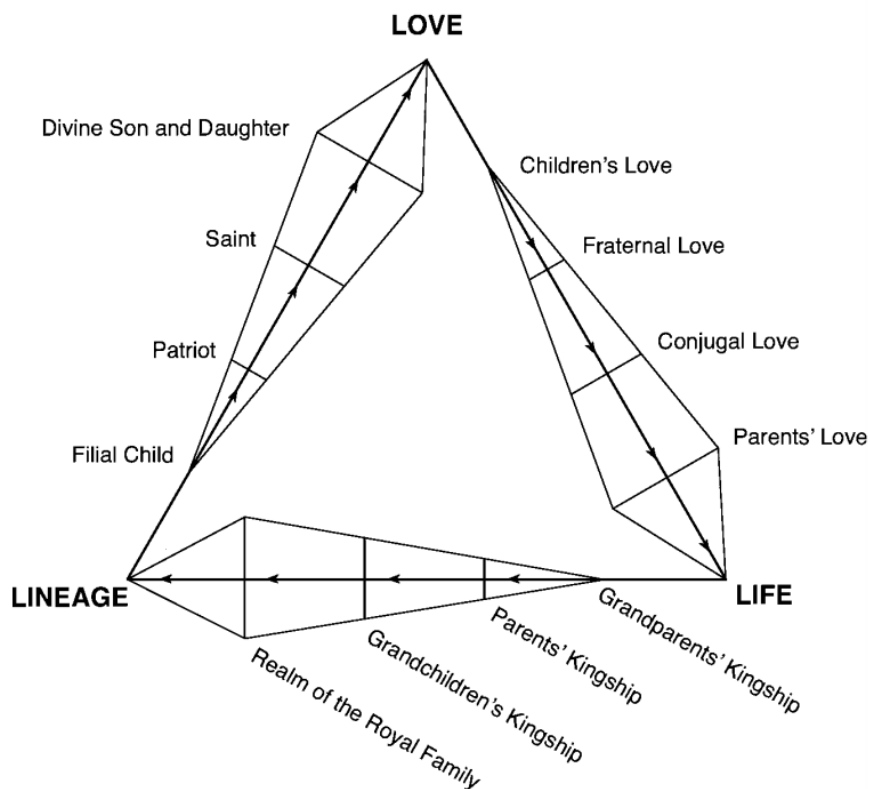 LOVE
Divine Son and Daughter
Children's Love
Saint
Fraternal Love
Patriot
Conjugal Love
Filial Child
Parents' Love
LINEAGE
LIFE
Grandparents' Kingship
Parents' Kingship
Grandchildren's Kingship
Realm of the Royal Family